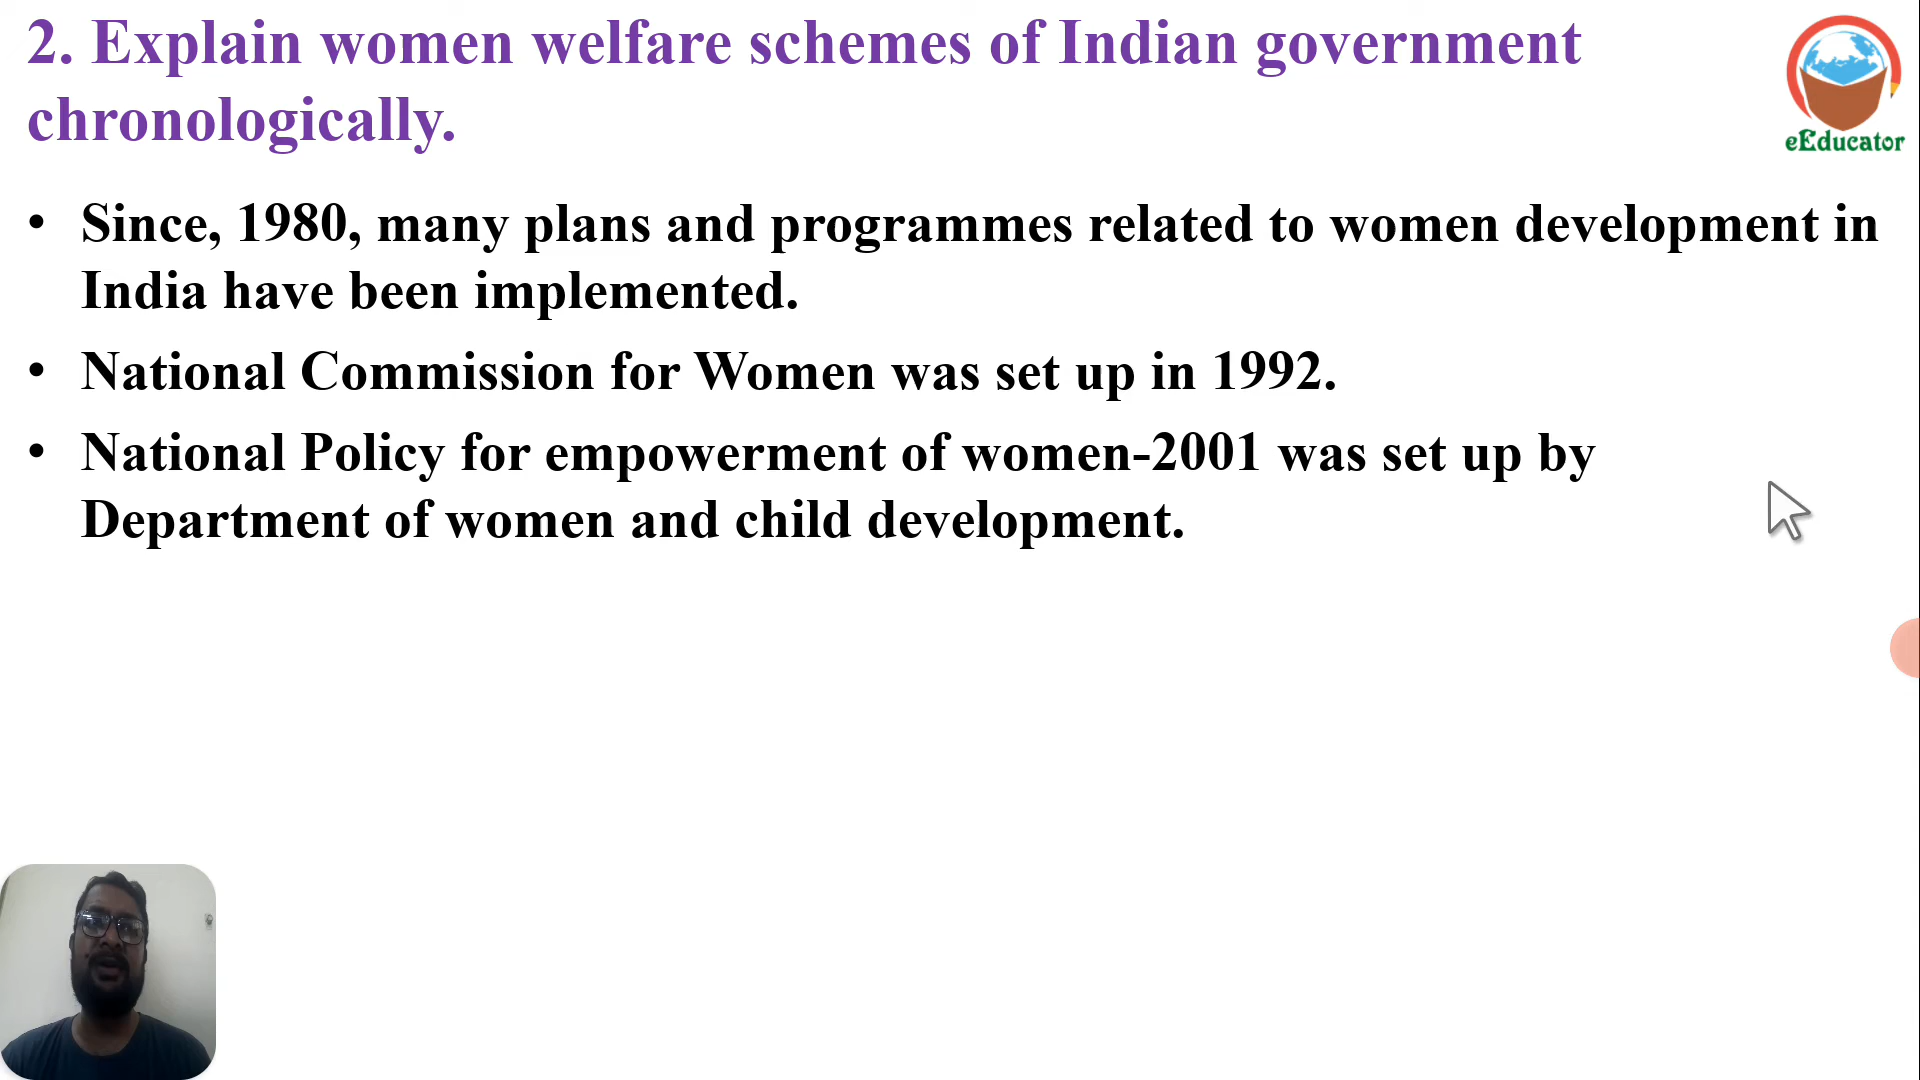 2. Explain women welfare schemes of Indian government
chronologically.
eEducator
• Since, 1980, many plans and programmes related to women development in
India have been implemented.
• National Commission for Women was set up in 1992.
• National Policy for empowerment of women-2001 was set up by
Department of women and child development.